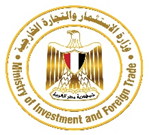 وزارة الاستثمار والتجارة الخارجية
جمهورية مصر العربية
Ministry of Investment and Foreign Trade